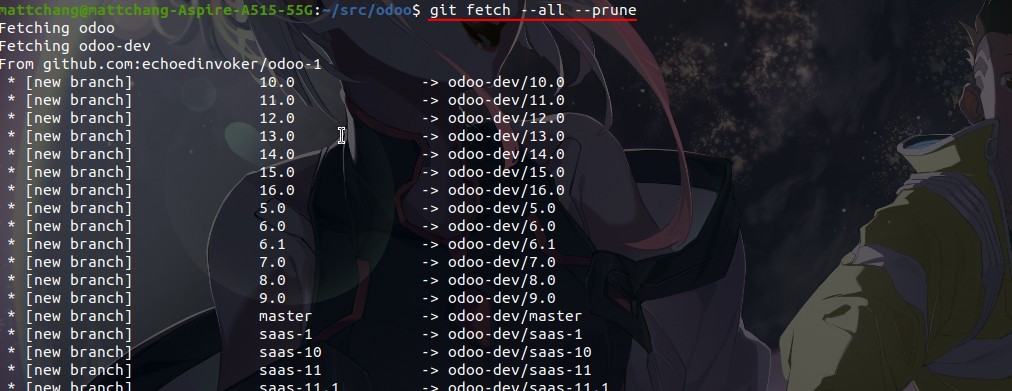 mattchang@mattchang-Aspire-A515-55G:~/src/odoo$ git fetch --all --prune
Fetching odoo
Fetching odoo-dev
From github.com:echoedinvoker/odoo-1
 * [new branch]              10.0               -> odoo-dev/10.0
 * [new branch]              11.0               -> odoo-dev/11.0
 * [new branch]              12.0               -> odoo-dev/12.0
 * [new branch]              13.0               -> odoo-dev/13.0
 * [new branch]              14.0               -> odoo-dev/14.0
 * [new branch]              15.0               -> odoo-dev/15.0
 * [new branch]              16.0               -> odoo-dev/16.0
 * [new branch]              5.0                -> odoo-dev/5.0
 * [new branch]              6.0                -> odoo-dev/6.0
 * [new branch]              6.1                -> odoo-dev/6.1
 * [new branch]              7.0                -> odoo-dev/7.0
 * [new branch]              8.0                -> odoo-dev/8.0
 * [new branch]              9.0                -> odoo-dev/9.0
 * [new branch]              master             -> odoo-dev/master
 * [new branch]              saas-1             -> odoo-dev/saas-1
 * [new branch]              saas-10            -> odoo-dev/saas-10
 * [new branch]              saas-11            -> odoo-dev/saas-11
 * [new branch]              saas-11.1          -> odoo-dev/saas-11.1